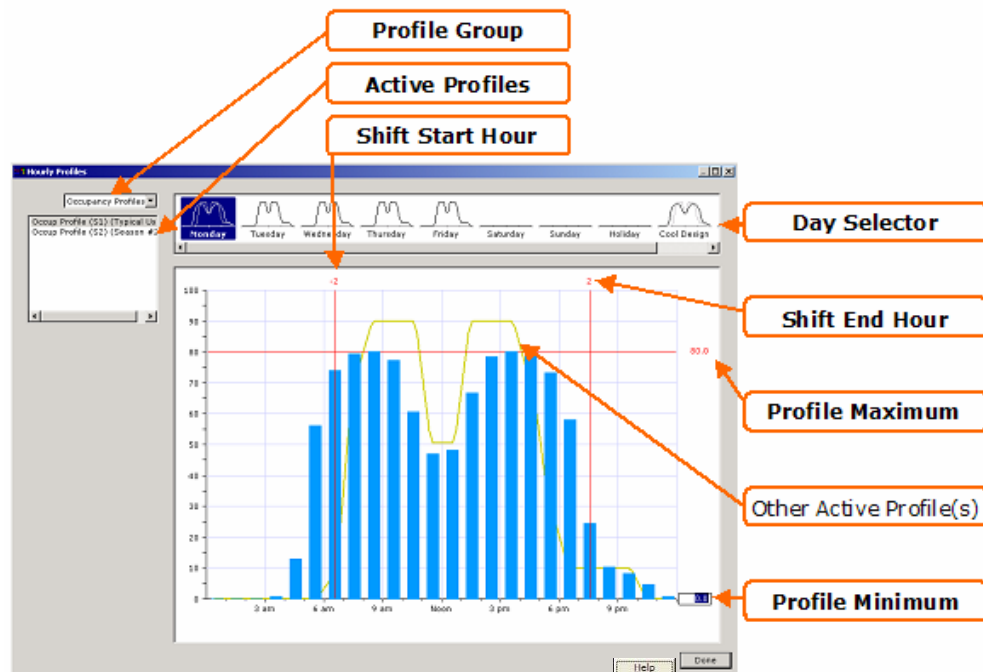 Profile Group
Active Profiles
Shift Start Hour
Hourly Profiles
Occupancy Profiles
Occup Profile (S1) (Typical Us
Occup Profile (S2) (Season #2
Monday Tuesday Wednesday Thursday Friday Saturday Sunday Holiday Cool Design
Day Selector
-2 2
Shift End Hour
100
90
80
80.0
70
Profile Maximum
60
50
40
30
Other Active Profile(s)
20
10
0
0.0
Profile Minimum
3 am 6 am 9 am Noon 3 pm 6 pm 9 pm
Help Done